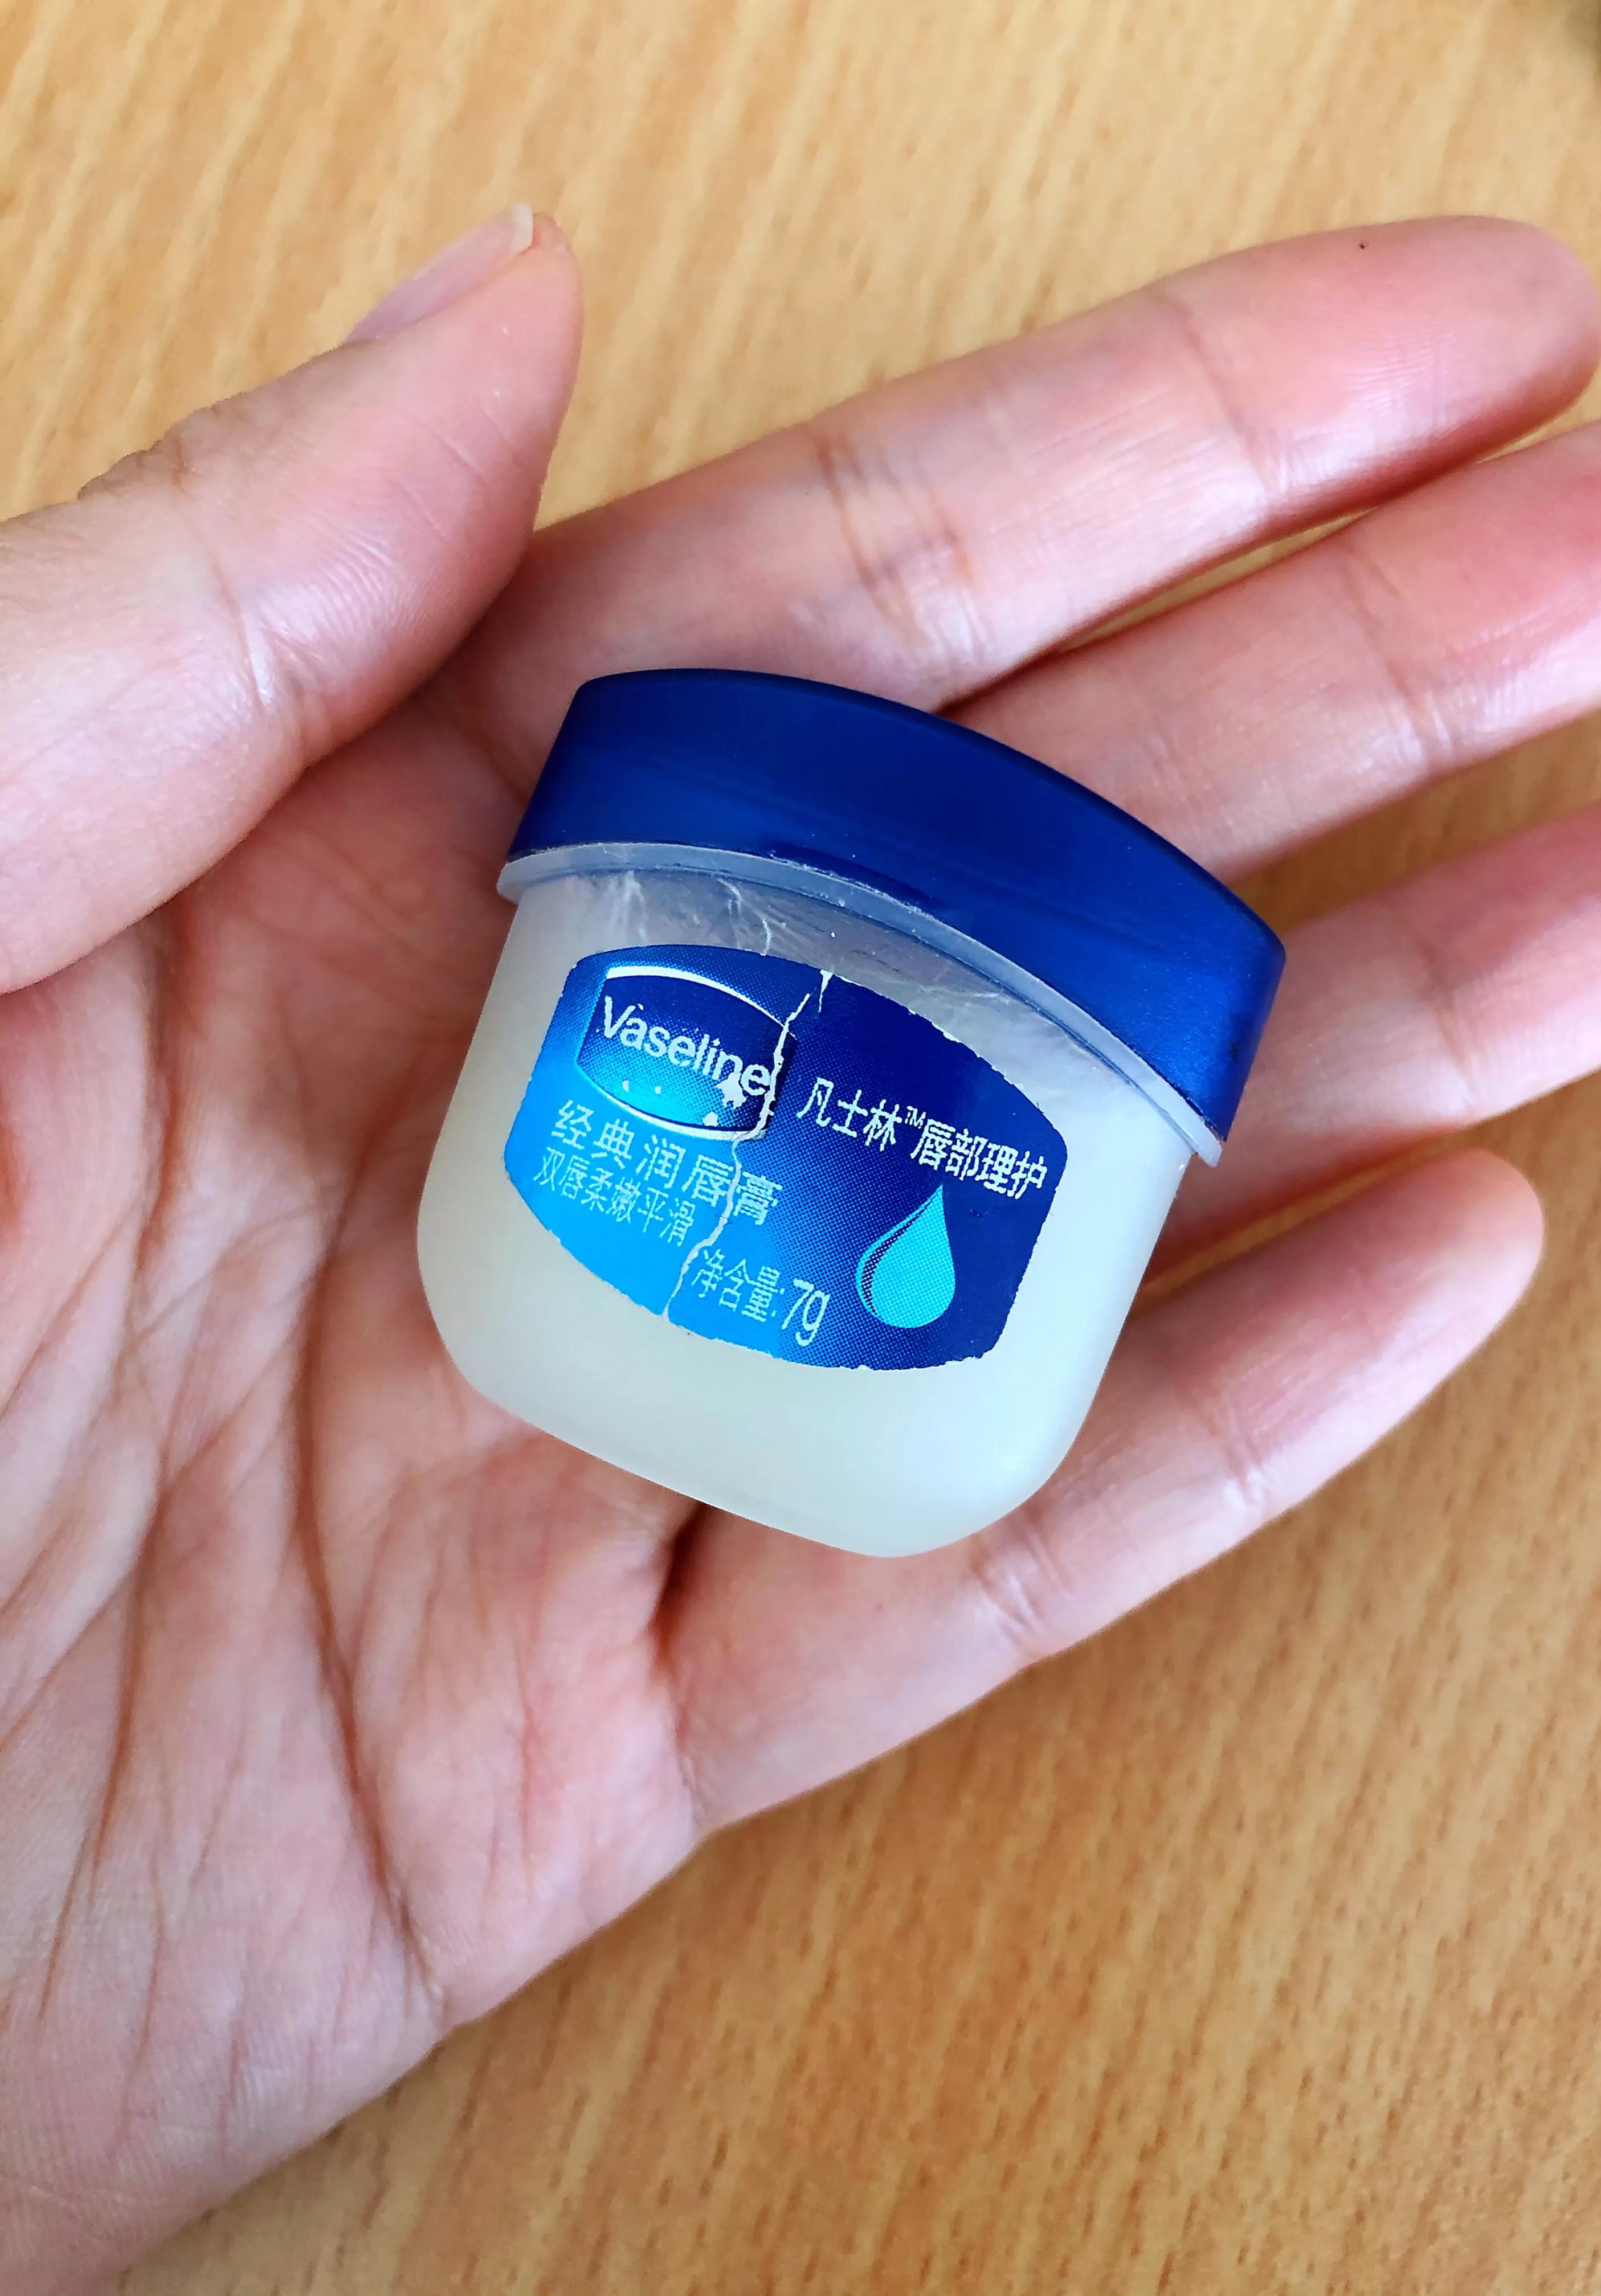 Vaseline
凡士林™唇部理护
经典润唇膏
双唇柔嫩平滑
净含量:7g